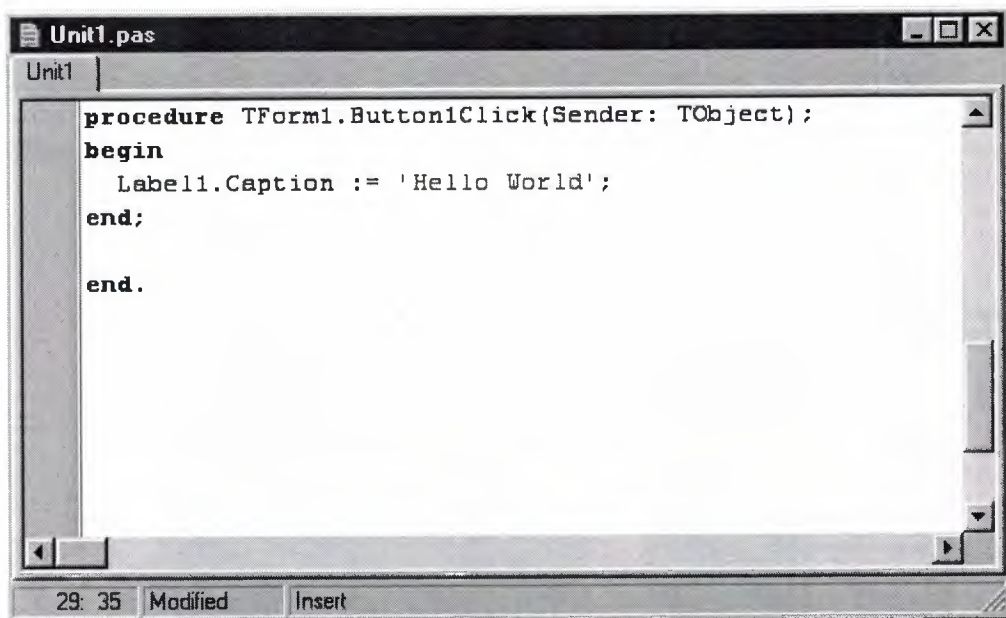 Unit1.pas
Unit1
procedure TForm1.Button1Click(Sender: TObject);
begin
  Label1.Caption := 'Hello World';
end;

end.
29: 35 Modified Insert